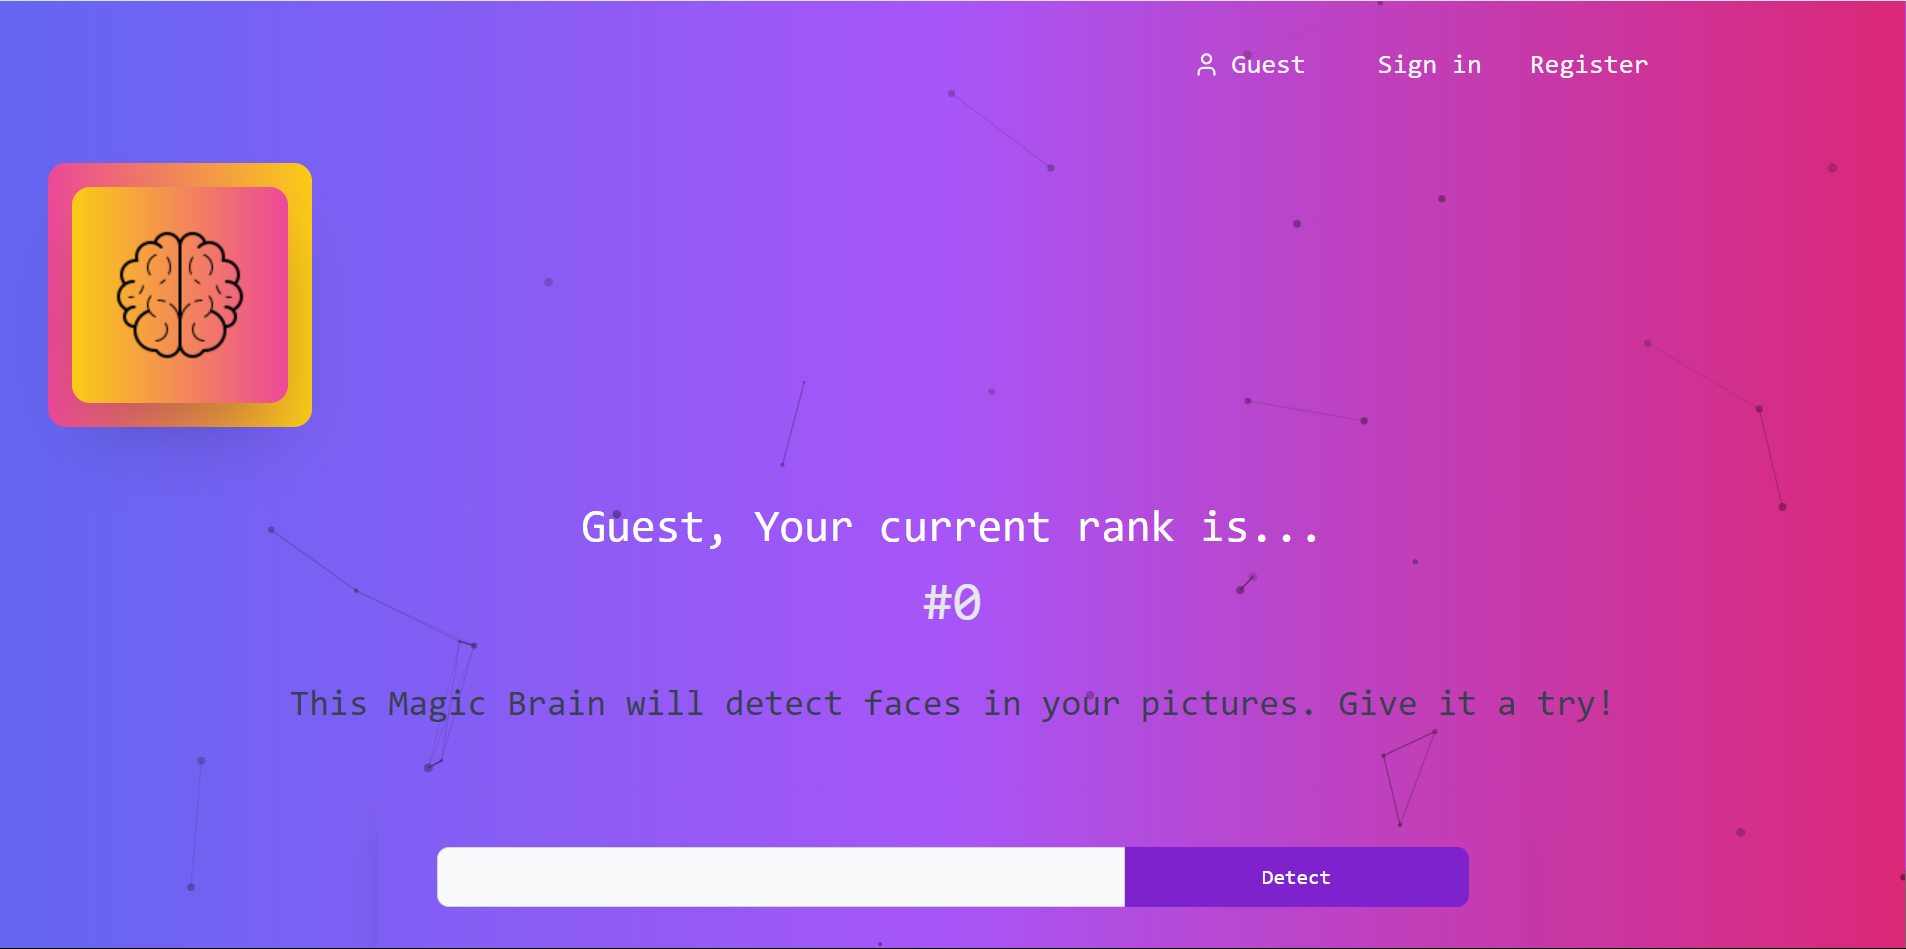 Guest Sign in Register
Guest, Your current rank is...
#0
This Magic Brain will detect faces in your pictures. Give it a try!
Detect